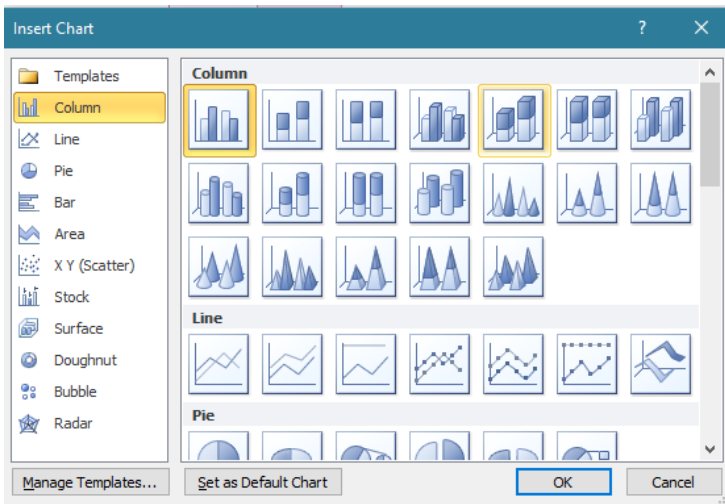 Insert Chart ? ×
Templates
Column
Line
Pie
Bar
Area
X Y (Scatter)
Stock
Surface
Doughnut
Bubble
Radar
Column
Line
Pie
Manage Templates...
Set as Default Chart
OK
Cancel